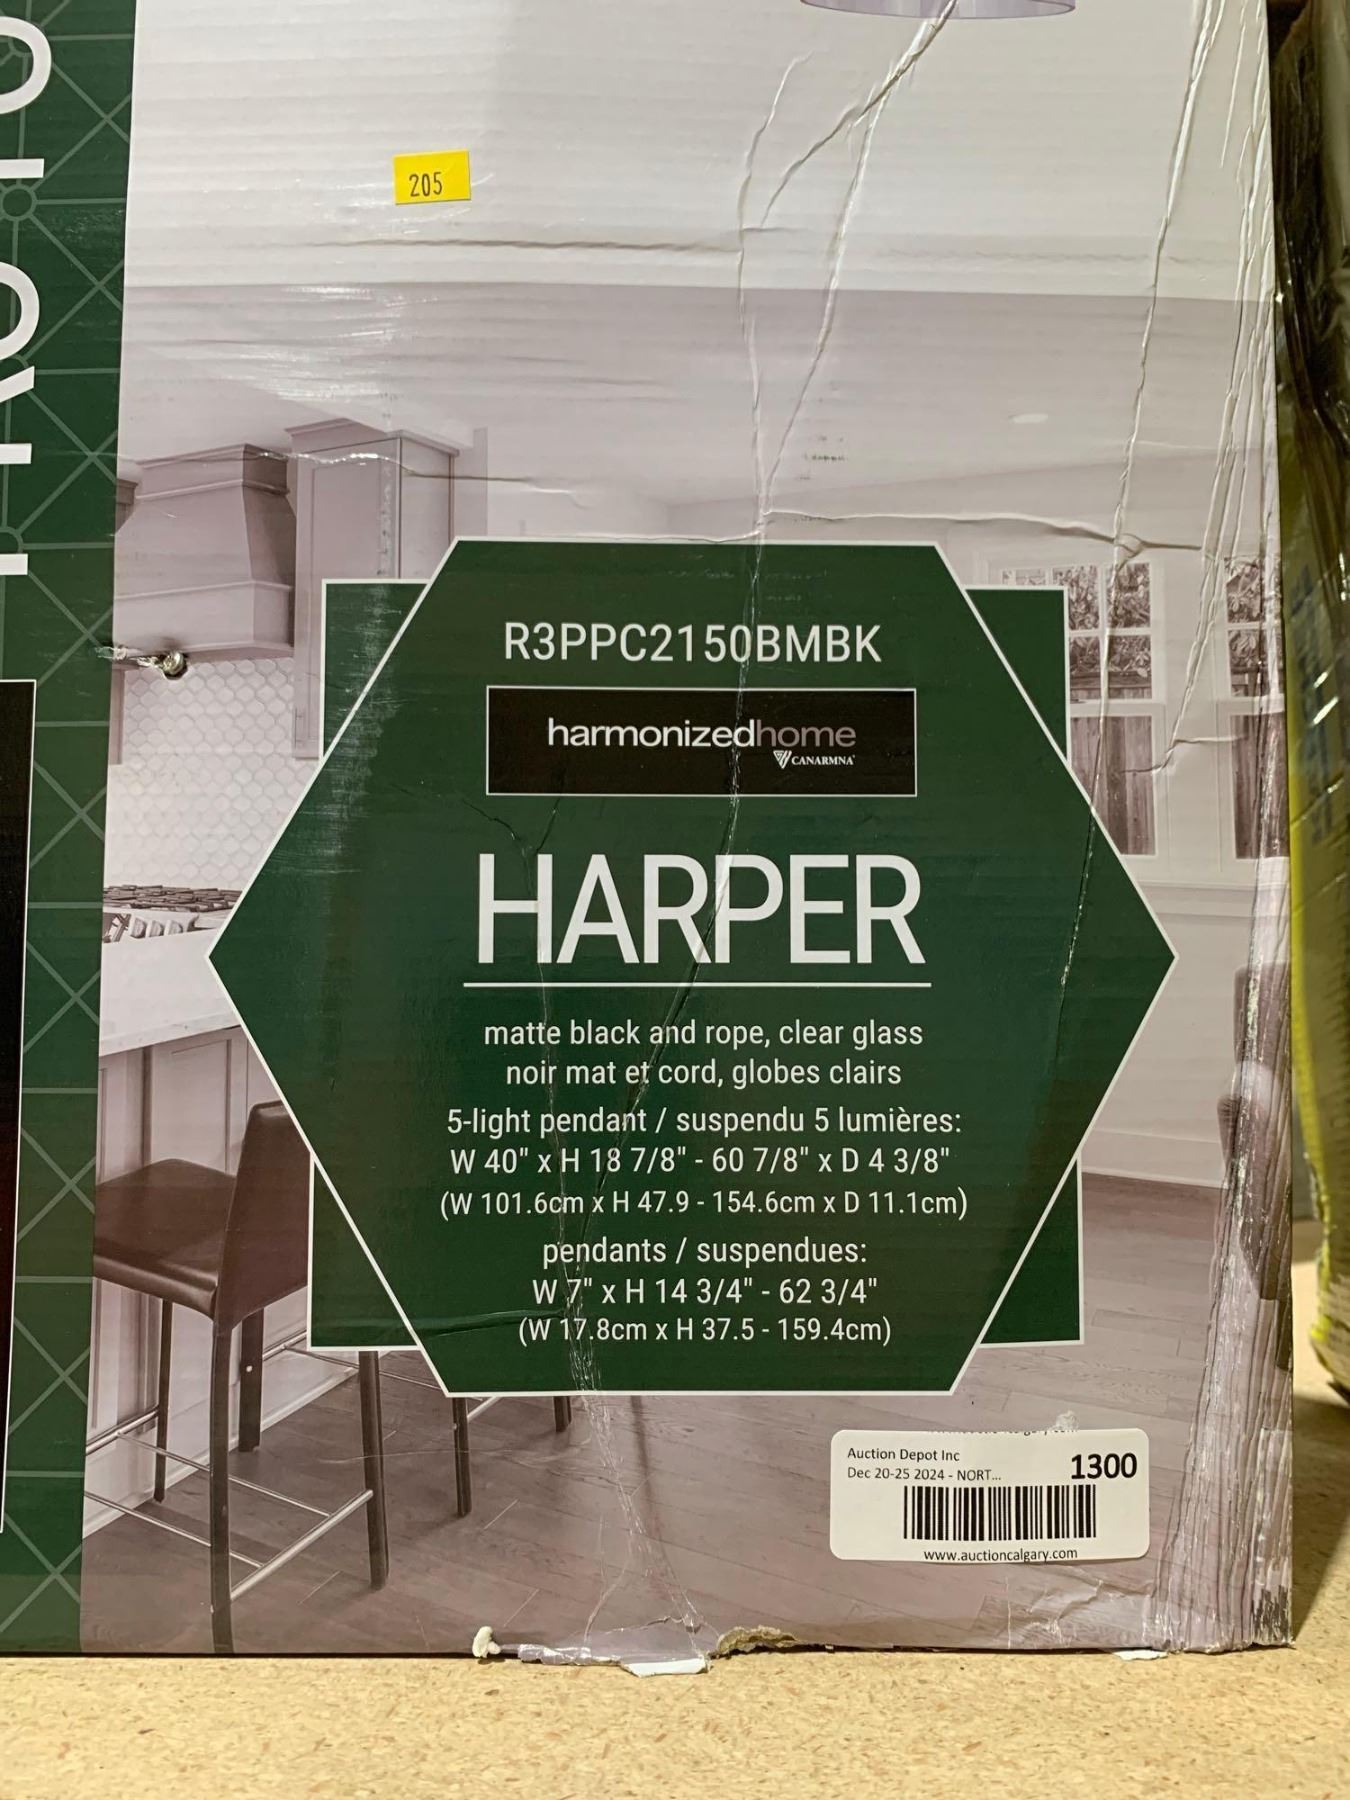 205
R3PPC2150BMBK
harmonizedhome
CANARMNA
HARPER
matte black and rope, clear glass
noir mat et cord, globes clairs
5-light pendant / suspendu 5 lumières:
W 40" x H 18 7/8" - 60 7/8" x D 4 3/8"
(W 101.6cm x H 47.9 - 154.6cm x D 11.1cm)
pendants / suspendues:
W 7" x H 14 3/4" - 62 3/4"
(W 17.8cm x H 37.5 - 159.4cm)
Auction Depot Inc
Dec 20-25 2024 - NORT...
1300
www.auctioncalgary.com